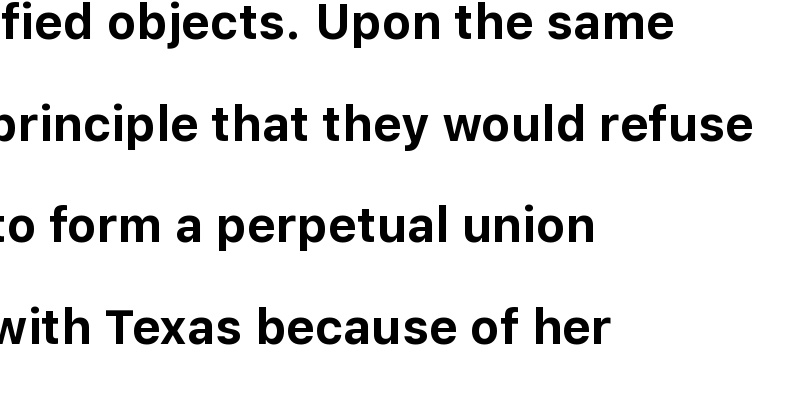 fied objects. Upon the same
principle that they would refuse
to form a perpetual union
with Texas because of her